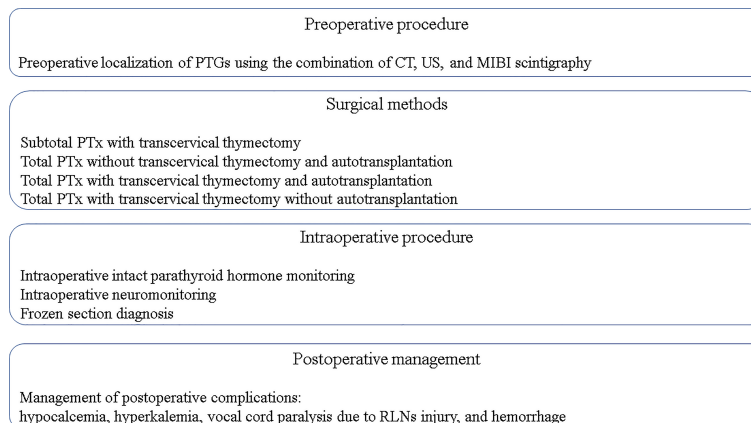 Preoperative procedure
Preoperative localization of PTGs using the combination of CT, US, and MIBI scintigraphy
Surgical methods
Subtotal PTx with transcervical thymectomy
Total PTx without transcervical thymectomy and autotransplantation
Total PTx with transcervical thymectomy and autotransplantation
Total PTx with transcervical thymectomy without autotransplantation
Intraoperative procedure
Intraoperative intact parathyroid hormone monitoring
Intraoperative neuromonitoring
Frozen section diagnosis
Postoperative management
Management of postoperative complications:
hypocalcemia, hyperkalemia, vocal cord paralysis due to RLNs injury, and hemorrhage